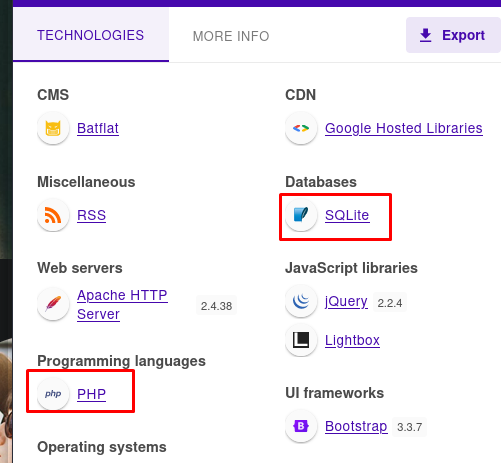 TECHNOLOGIES
MORE INFO
Export
CMS
Batflat
CDN
Google Hosted Libraries
Miscellaneous
RSS
Databases
SQLite
Web servers
Apache HTTP
Server
2.4.38
JavaScript libraries
jQuery 2.2.4
Lightbox
Programming languages
php PHP
UI frameworks
B Bootstrap 3.3.7
Operating systems